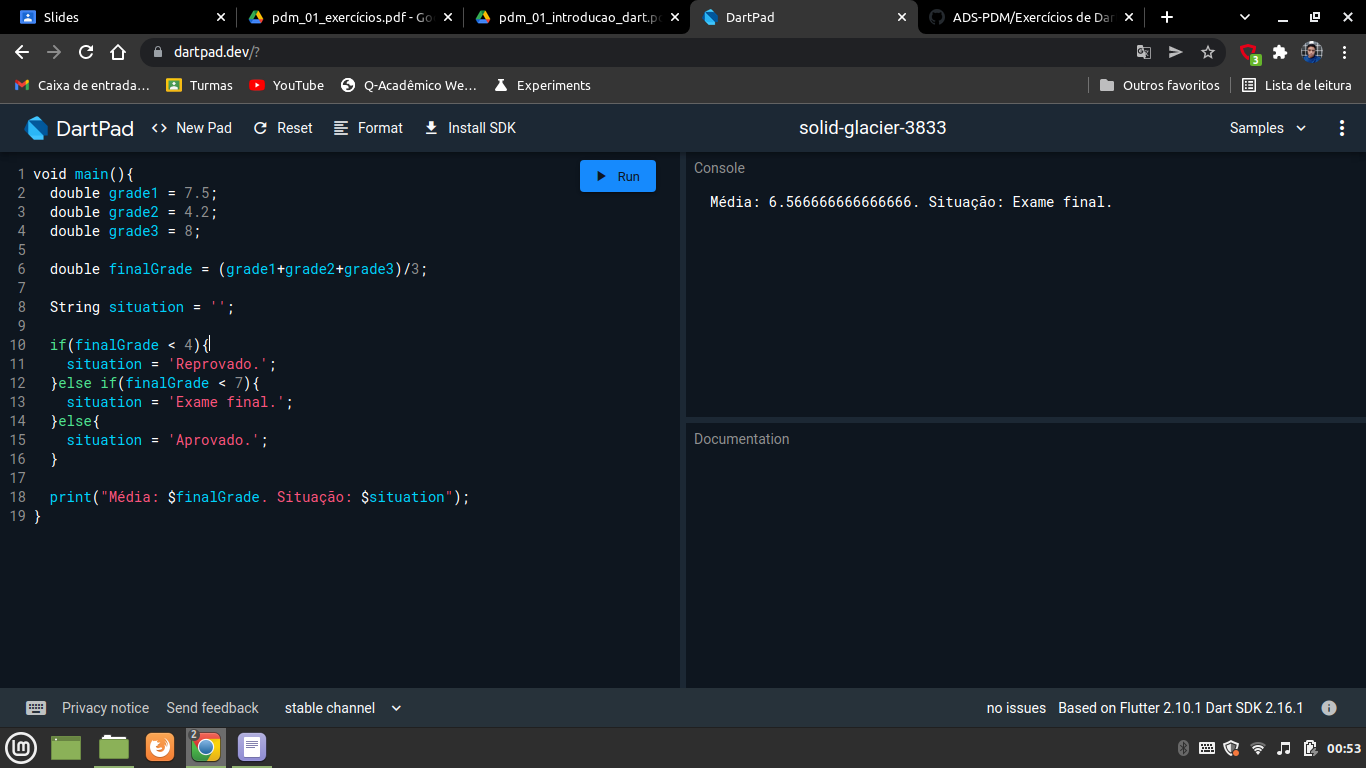 Slides
pdm_01_exercícios.pdf - Go
pdm_01_introducao_dart.p
DartPad
ADS-PDM/Exercícios de Dar
dartpad.dev/?
3
Caixa de entrada...
Turmas
YouTube
Q-Acadêmico We...
Experiments
Outros favoritos
Lista de leitura
DartPad
<> New Pad
Reset
Format
Install SDK
solid-glacier-3833
Samples
Run
1 void main(){
2 double grade1 = 7.5;
3 double grade2 = 4.2;
4 double grade3 = 8;
5
6 double finalGrade = (grade1+grade2+grade3)/3;
7
8 String situation = '';
9
10 if(finalGrade < 4){
11 situation = 'Reprovado.';
12 }else if(finalGrade < 7){
13 situation = 'Exame final.';
14 }else{
15 situation = 'Aprovado.';
16 }
17
18 print("Média: $finalGrade. Situação: $situation");
19 }
Console
Média: 6.566666666666666. Situação: Exame final.
Documentation
Privacy notice
Send feedback
stable channel
no issues
Based on Flutter 2.10.1 Dart SDK 2.16.1
2
00:53